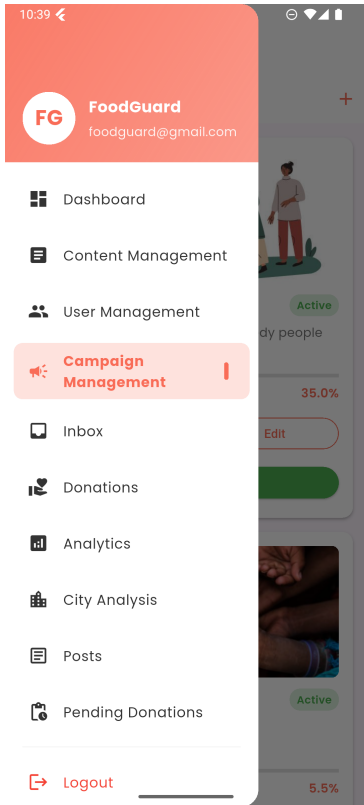 10:39
FG
FoodGuard
foodguard@gmail.com
Dashboard
Content Management
User Management
Campaign
Management
Inbox
Donations
Analytics
City Analysis
Posts
Pending Donations
Logout
Active
people
35.0%
Edit
Active
5.5%